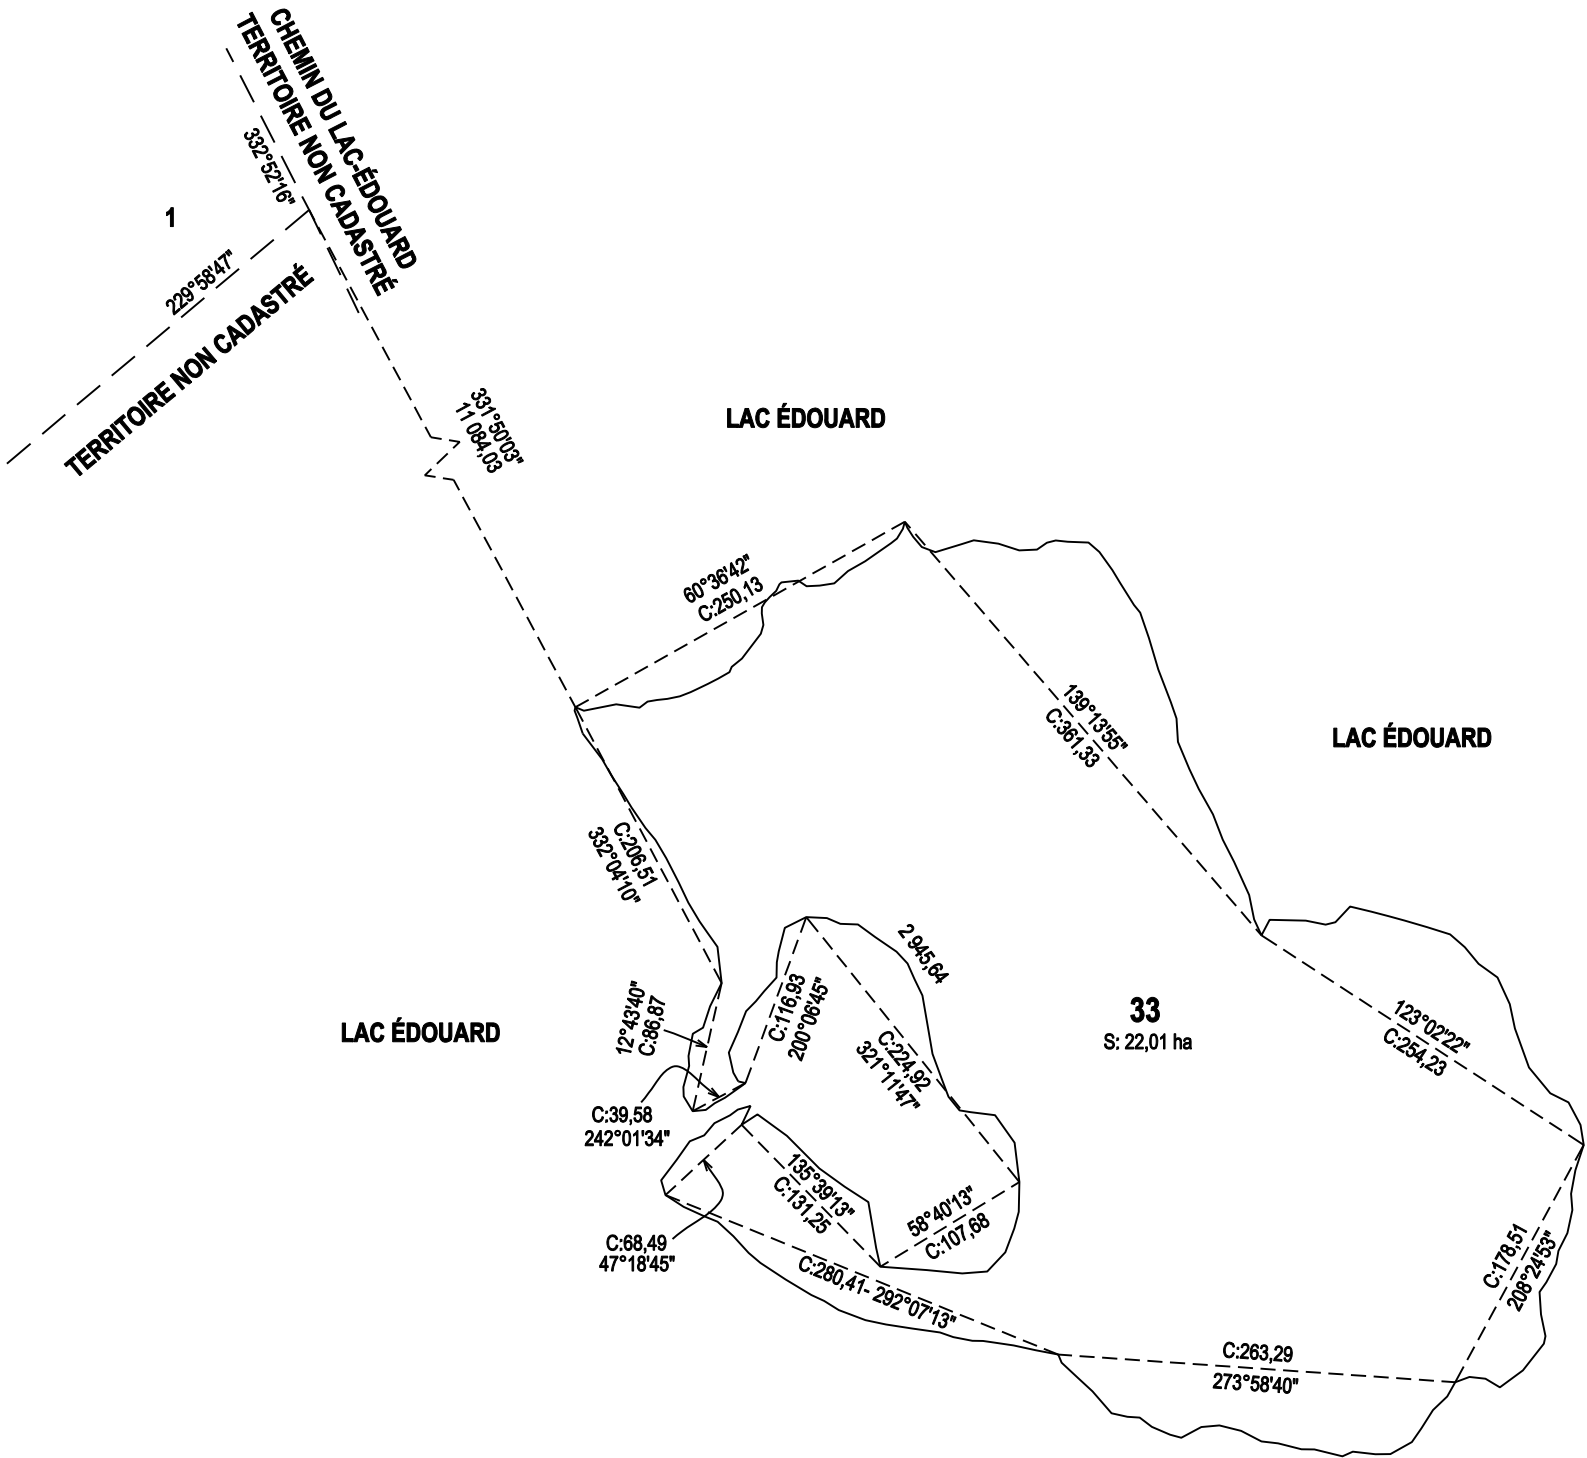 CHEMIN DU LAC-ÉDOUARD
TERRITOIRE NON CADASTRÉ
332°52'16"
1
229°58'47"
TERRITOIRE NON CADASTRÉ
331°50'03"
11 084,03
LAC ÉDOUARD
60°36'42"
C:250,13
139°13'55"
C:361,33
LAC ÉDOUARD
C:206,51
332°04'10"
2 945,64
C:116,93
200°06'45"
12°43'40"
C:86,87
LAC ÉDOUARD
33
S: 22,01 ha
123°02'22"
C:254,23
C:224,92
321°11'47"
C:39,58
242°01'34"
135°39'13"
C:131,25
58°40'13"
C:107,68
C:68,49
47°18'45"
C:280,41- 292°07'13"
C:178,51
208°24'53"
C:263,29
273°58'40"